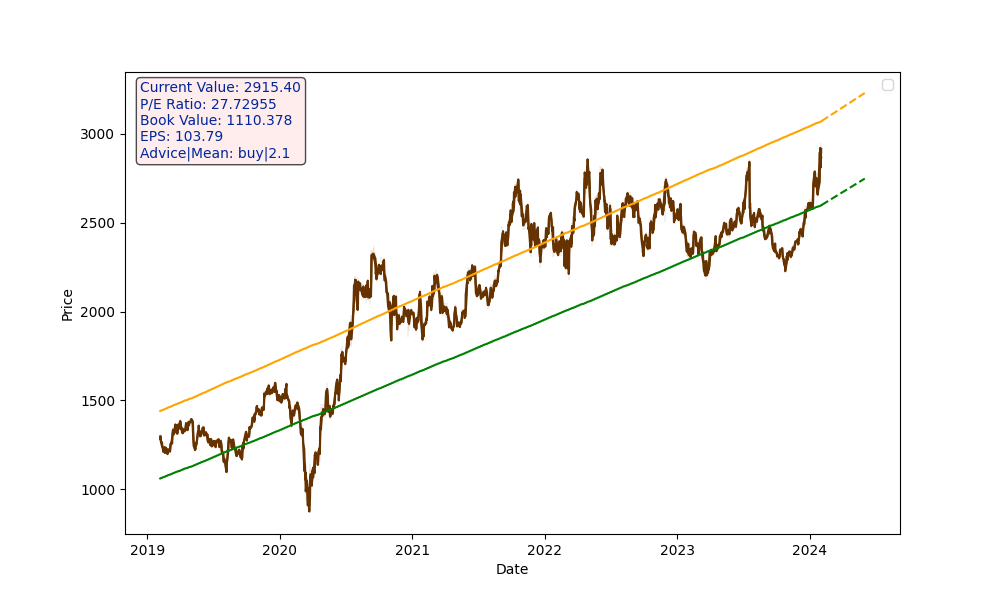 Current Value: 2915.40
P/E Ratio: 27.72955
Book Value: 1110.378
EPS: 103.79
Advice|Mean: buy|2.1
3000
2500
2000
1500
1000
Price
2019 2020 2021 2022 2023 2024
Date